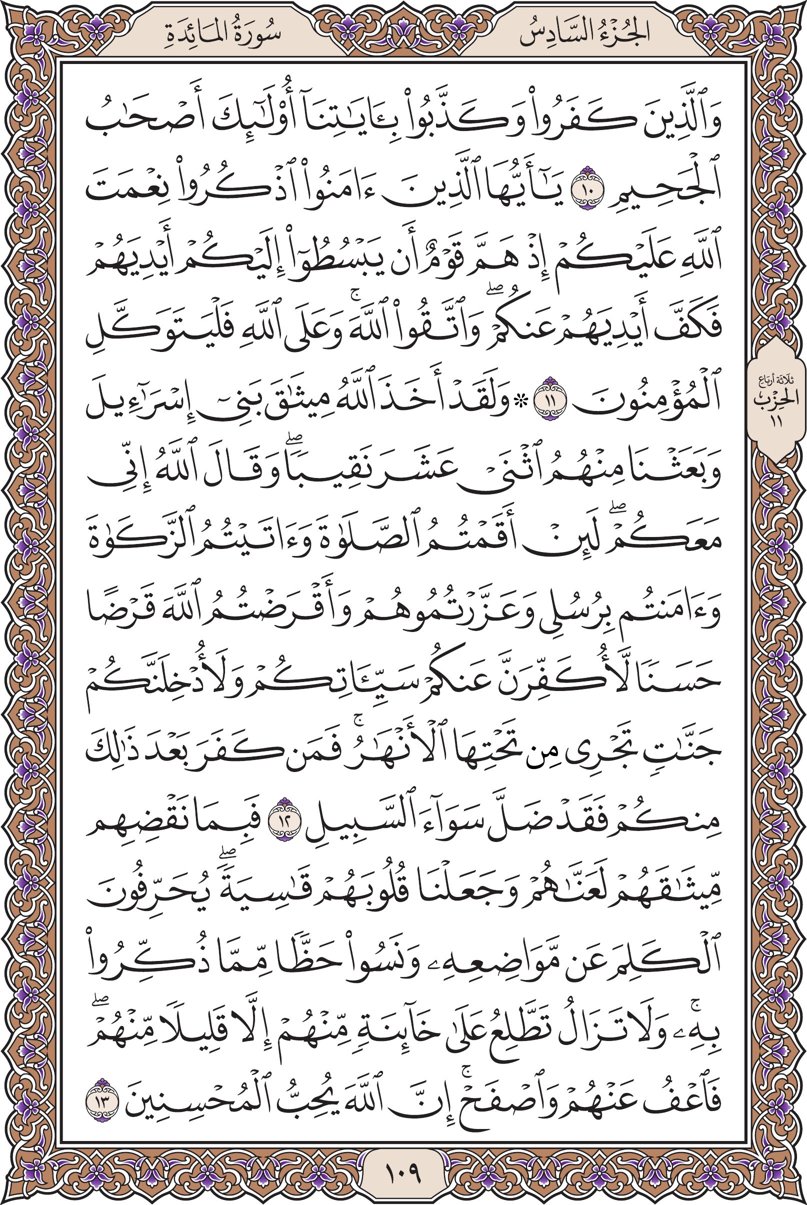 الجُزْءُ السَّادِسُ
سُورَةُ المَائِدَةِ
وَٱلَّذِينَ كَفَرُواْ وَكَذَّبُواْ بِـَٔايَٰتِنَآ أُوْلَٰٓئِكَ أَصْحَٰبُ
ٱلْجَحِيمِ ١٠ يَٰٓأَيُّهَا ٱلَّذِينَ ءَامَنُواْ ٱذْكُرُواْ نِعْمَتَ
ٱللَّهِ عَلَيْكُمْ إِذْ هَمَّ قَوْمٌ أَن يَبْسُطُوٓاْ إِلَيْكُمْ أَيْدِيَهُمْ
فَكَفَّ أَيْدِيَهُمْ عَنكُمْۖ وَٱتَّقُواْ ٱللَّهَۚ وَعَلَى ٱللَّهِ فَلْيَتَوَكَّلِ
ٱلْمُؤْمِنُونَ ١١ ۞ وَلَقَدْ أَخَذَ ٱللَّهُ مِيثَٰقَ بَنِيٓ إِسْرَٰٓءِيلَ
وَبَعَثْنَا مِنْهُمُ ٱثْنَيْ عَشَرَ نَقِيبًاۖ وَقَالَ ٱللَّهُ إِنِّي
مَعَكُمْۖ لَئِنْ أَقَمْتُمُ ٱلصَّلَوٰةَ وَءَاتَيْتُمُ ٱلزَّكَوٰةَ
وَءَامَنتُم بِرُسُلِي وَعَزَّرْتُمُوهُمْ وَأَقْرَضْتُمُ ٱللَّهَ قَرْضًا
حَسَنًا لَّأُكَفِّرَنَّ عَنكُمْ سَيِّـَٔاتِكُمْ وَلَأُدْخِلَنَّكُمْ
جَنَّٰتٍ تَجْرِي مِن تَحْتِهَا ٱلْأَنْهَٰرُۚ فَمَن كَفَرَ بَعْدَ ذَٰلِكَ
مِنكُمْ فَقَدْ ضَلَّ سَوَآءَ ٱلسَّبِيلِ ١٢ فَبِمَا نَقْضِهِم
مِّيثَٰقَهُمْ لَعَنَّٰهُمْ وَجَعَلْنَا قُلُوبَهُمْ قَٰسِيَةًۖ يُحَرِّفُونَ
ٱلْكَلِمَ عَن مَّوَاضِعِهِۦ وَنَسُواْ حَظًّا مِّمَّا ذُكِّرُواْ
بِهِۦۚ وَلَا تَزَالُ تَطَّلِعُ عَلَىٰ خَآئِنَةٍ مِّنْهُمْ إِلَّا قَلِيلًا مِّنْهُمْۖ
فَٱعْفُ عَنْهُمْ وَٱصْفَحْۚ إِنَّ ٱللَّهَ يُحِبُّ ٱلْمُحْسِنِينَ ١٣
ثلاثة أرباع
الحِزْب
١١
١٠٩